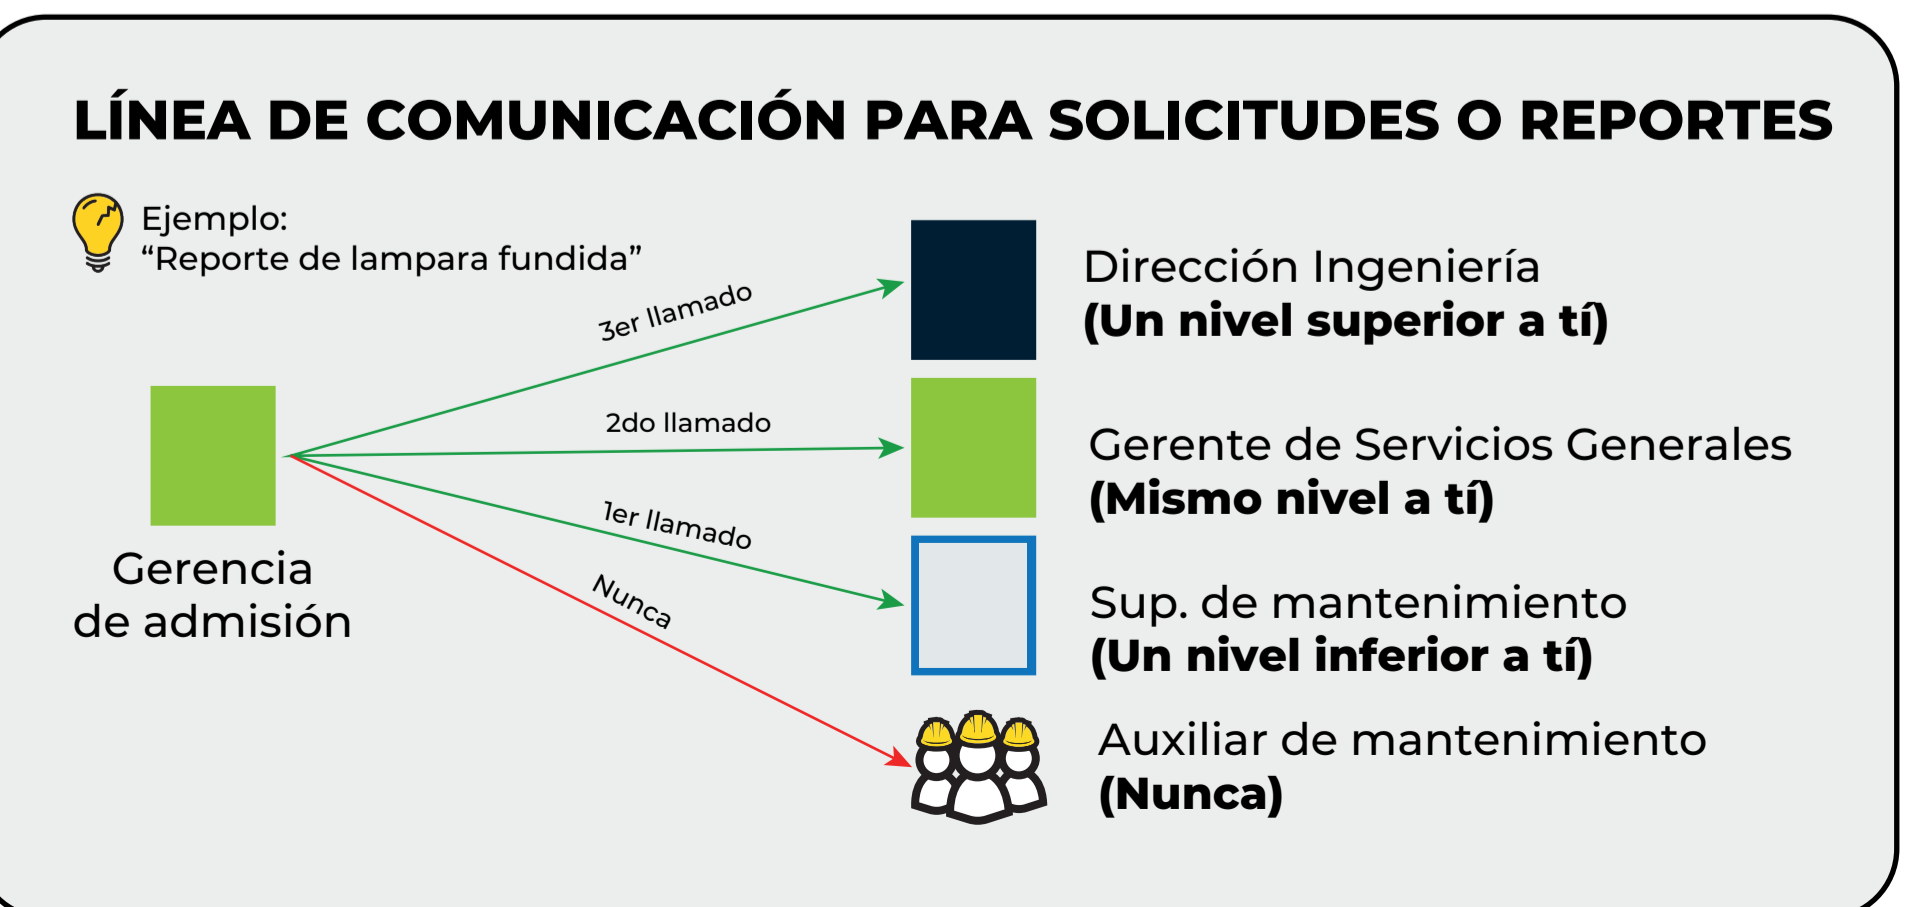 LÍNEA DE COMUNICACIÓN PARA SOLICITUDES O REPORTES
Ejemplo:
“Reporte de lampara fundida”
3er llamado
2do llamado
1er llamado
Nunca
Gerencia
de admisión
Dirección Ingeniería
(Un nivel superior a tí)
Gerente de Servicios Generales
(Mismo nivel a tí)
Sup. de mantenimiento
(Un nivel inferior a tí)
Auxiliar de mantenimiento
(Nunca)